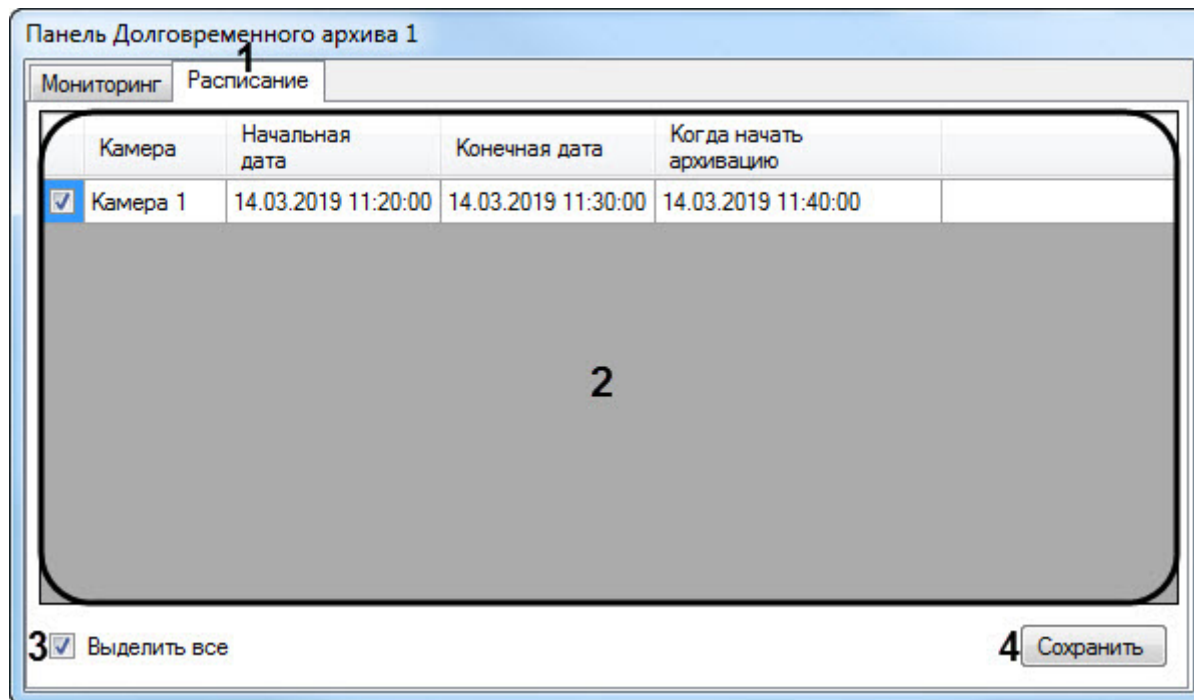 Панель Долговременного архива 1
1
Мониторинг Расписание
Камера Начальная дата Конечная дата Когда начать архивацию
Камера 1 14.03.2019 11:20:00 14.03.2019 11:30:00 14.03.2019 11:40:00
2
3 Выделить все 4 Сохранить